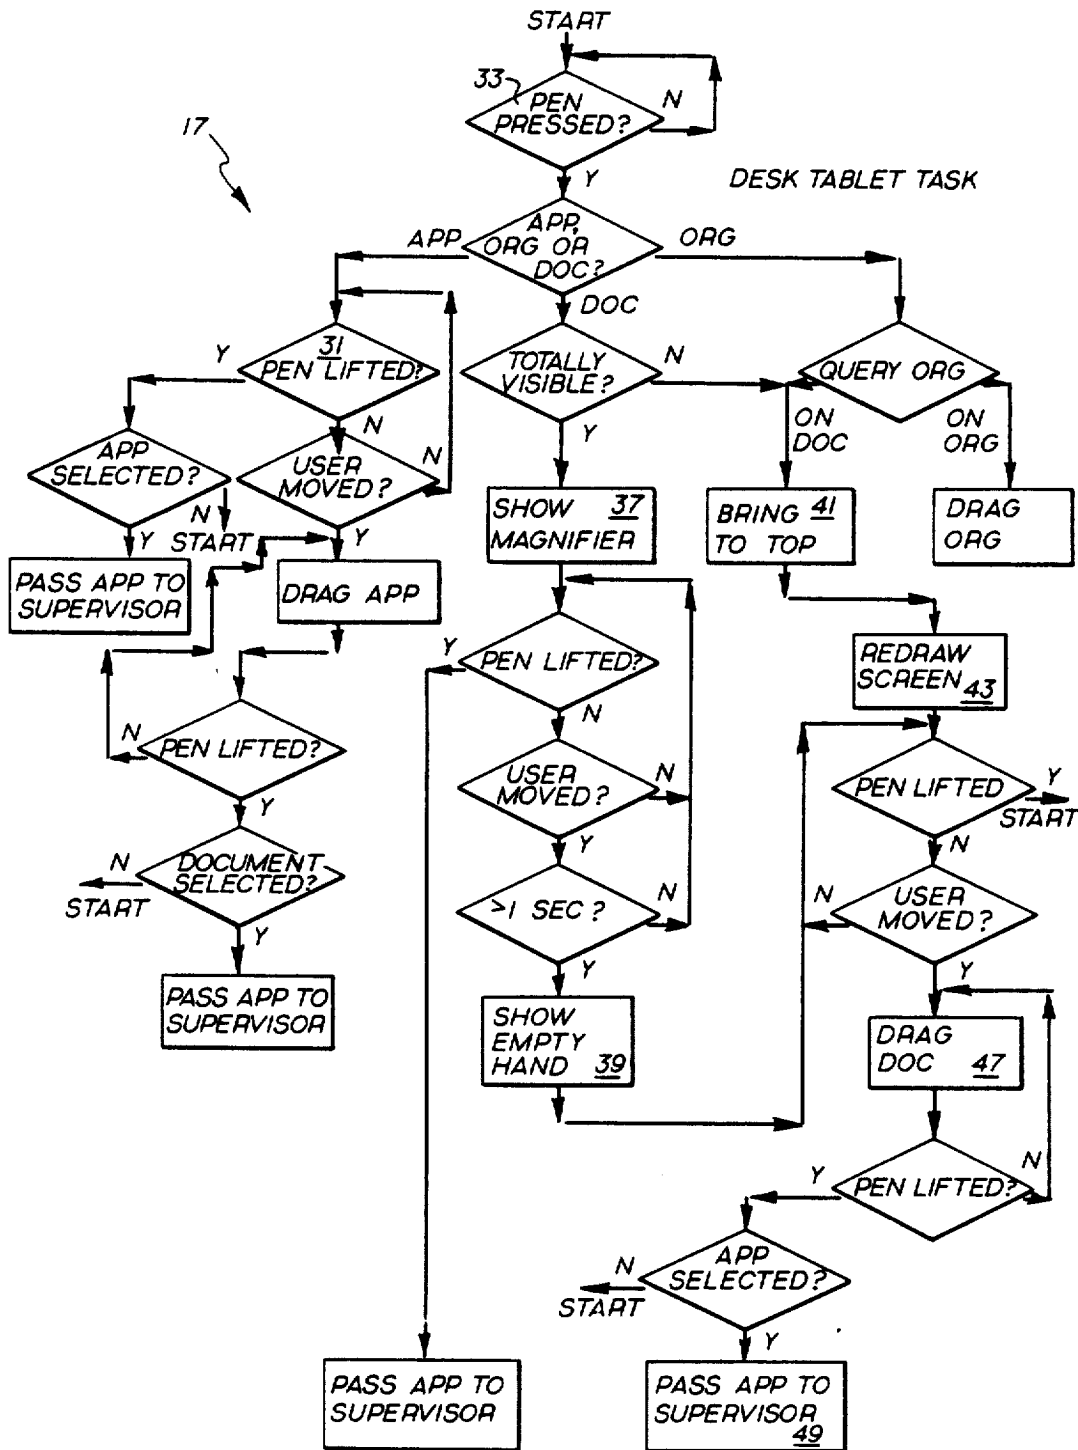 START
33
PEN
PRESSED?
N
17
Y
DESK TABLET TASK
APP
APP,
ORG OR
DOC?
ORG
DOC
Y
31
PEN LIFTED?
N
TOTALLY
VISIBLE?
N
QUERY ORG
ON
DOC
ON
ORG
APP
SELECTED?
USER
MOVED?
N
Y
N
START
Y
Y
PASS APP TO
SUPERVISOR
DRAG APP
SHOW 37
MAGNIFIER
BRING 41
TO TOP
DRAG
ORG
Y
PEN LIFTED?
N
REDRAW
SCREEN 43
N
PEN LIFTED?
Y
USER
MOVED?
N
Y
PEN LIFTED
Y
START
N
N
DOCUMENT
SELECTED?
START
Y
>1 SEC?
N
Y
N
USER
MOVED?
Y
PASS APP TO
SUPERVISOR
SHOW
EMPTY
HAND 39
DRAG
DOC 47
Y
PEN LIFTED?
N
N
APP
SELECTED?
START
Y
PASS APP TO
SUPERVISOR
PASS APP TO
SUPERVISOR
49